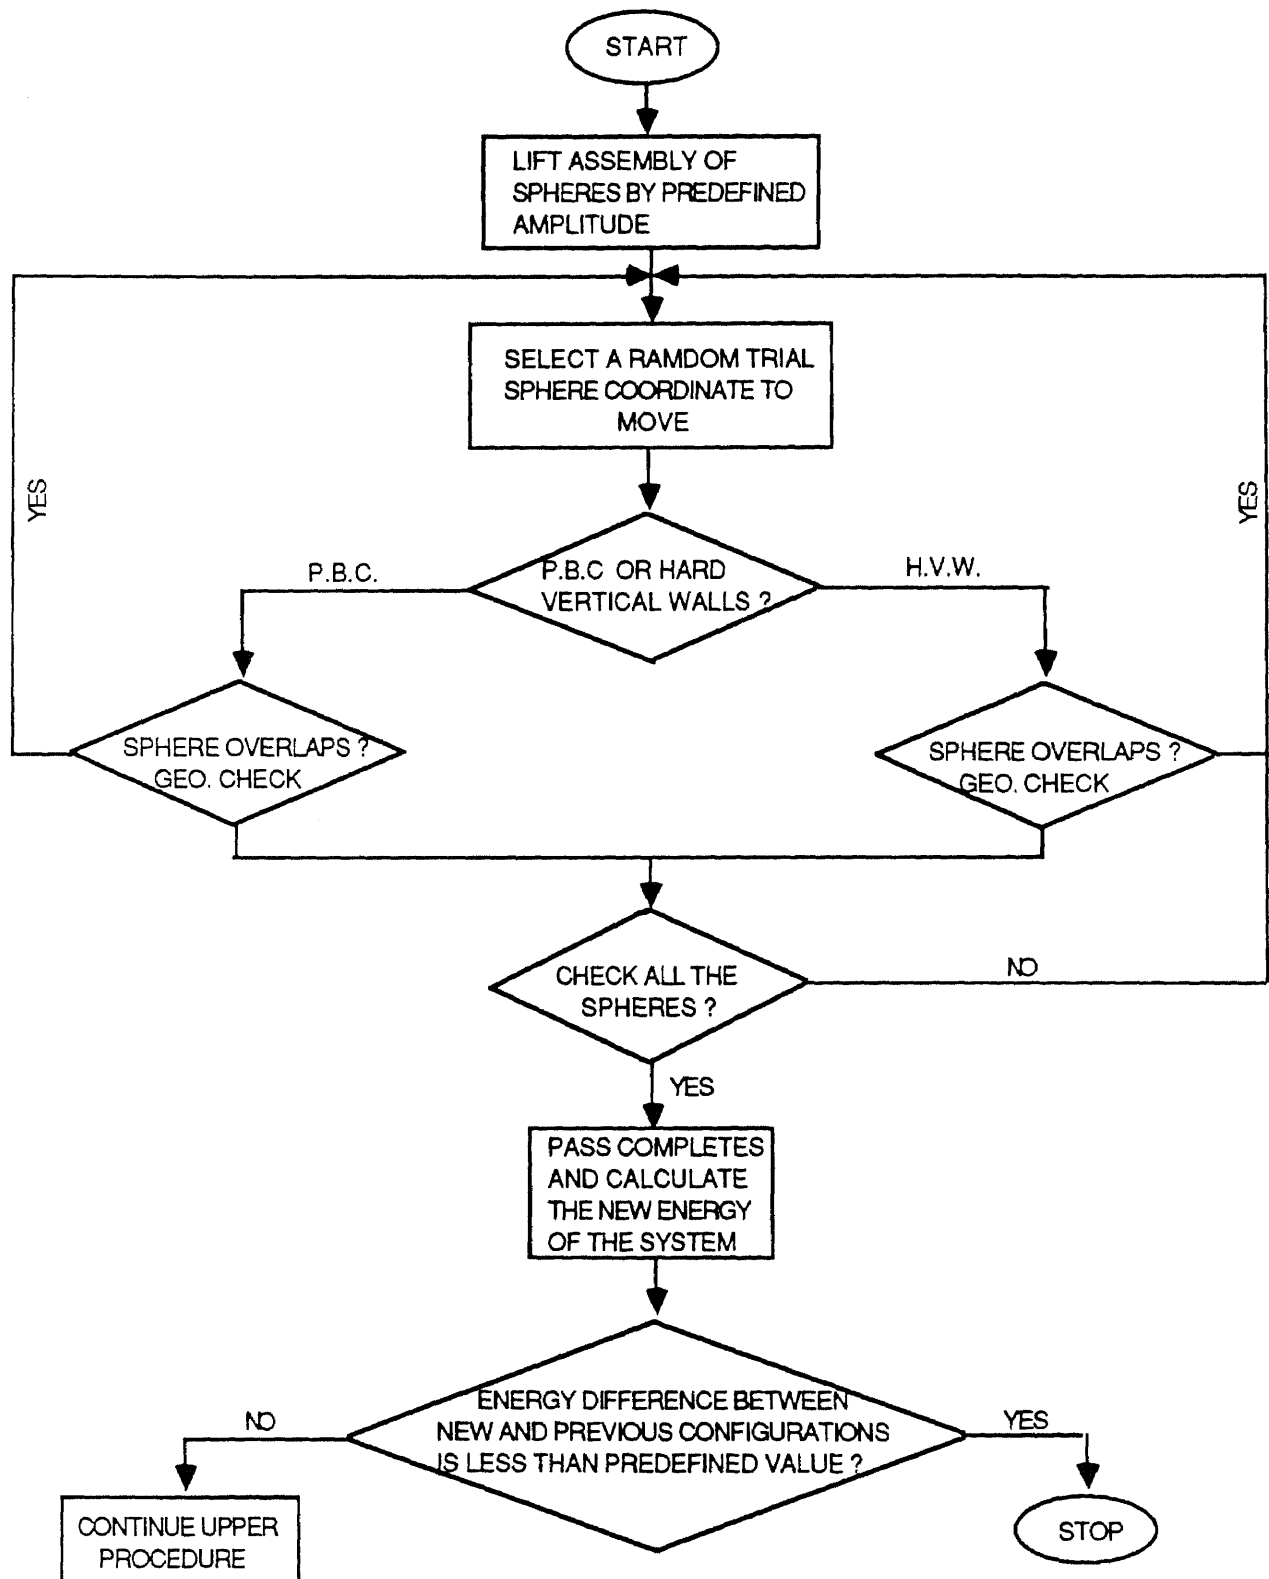 START
LIFT ASSEMBLY OF
SPHERES BY PREDEFINED
AMPLITUDE
SELECT A RAMDOM TRIAL
SPHERE COORDINATE TO
MOVE
YES
YES
P.B.C.
P.B.C OR HARD
VERTICAL WALLS ?
H.V.W.
SPHERE OVERLAPS ?
GEO. CHECK
SPHERE OVERLAPS ?
GEO. CHECK
CHECK ALL THE
SPHERES ?
NO
YES
PASS COMPLETES
AND CALCULATE
THE NEW ENERGY
OF THE SYSTEM
ENERGY DIFFERENCE BETWEEN
NEW AND PREVIOUS CONFIGURATIONS
IS LESS THAN PREDEFINED VALUE ?
NO
YES
CONTINUE UPPER
PROCEDURE
STOP